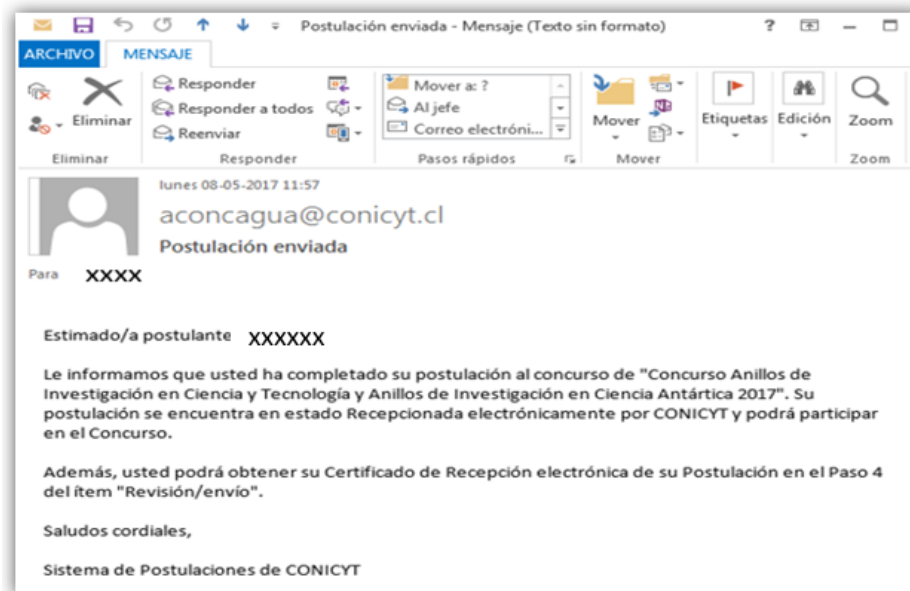 Postulación enviada - Mensaje (Texto sin formato)
ARCHIVO MENSAJE
Eliminar
Responder
Responder a todos
Reenviar
Mover a: ?
Al jefe
Correo electróni...
Mover
Etiquetas
Edición
Zoom
Eliminar Responder Pasos rápidos Mover Zoom
lunes 08-05-2017 11:57
aconcagua@conicyt.cl
Postulación enviada
Para XXXX
Estimado/a postulante XXXXXX
Le informamos que usted ha completado su postulación al concurso de "Concurso Anillos de
Investigación en Ciencia y Tecnología y Anillos de Investigación en Ciencia Antártica 2017". Su
postulación se encuentra en estado Recepcionada electrónicamente por CONICYT y podrá participar
en el Concurso.
Además, usted podrá obtener su Certificado de Recepción electrónica de su Postulación en el Paso 4
del ítem "Revisión/envío".
Saludos cordiales,
Sistema de Postulaciones de CONICYT